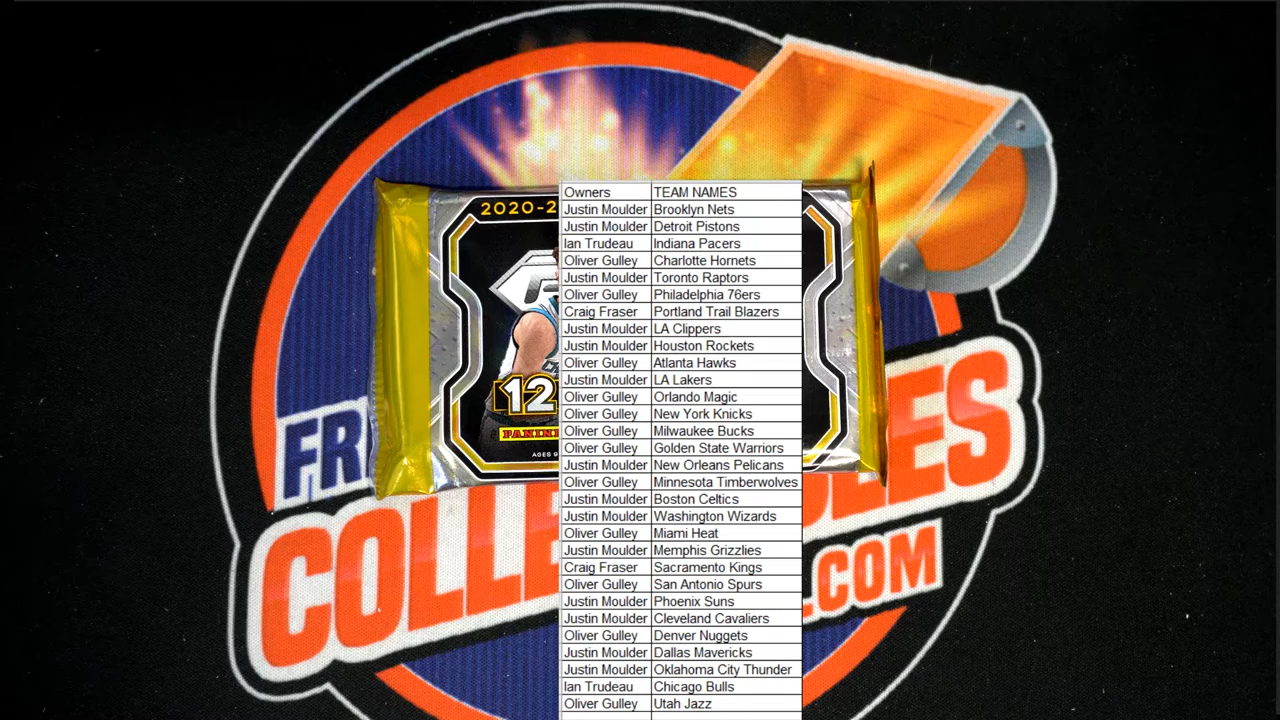 2020-2
12
PANINI
AGES 9
Owners TEAM NAMES
Justin Moulder Brooklyn Nets
Justin Moulder Detroit Pistons
Ian Trudeau Indiana Pacers
Oliver Gulley Charlotte Hornets
Justin Moulder Toronto Raptors
Oliver Gulley Philadelphia 76ers
Craig Fraser Portland Trail Blazers
Justin Moulder LA Clippers
Justin Moulder Houston Rockets
Oliver Gulley Atlanta Hawks
Justin Moulder LA Lakers
Oliver Gulley Orlando Magic
Oliver Gulley New York Knicks
Oliver Gulley Milwaukee Bucks
Oliver Gulley Golden State Warriors
Justin Moulder New Orleans Pelicans
Oliver Gulley Minnesota Timberwolves
Justin Moulder Boston Celtics
Justin Moulder Washington Wizards
Oliver Gulley Miami Heat
Justin Moulder Memphis Grizzlies
Craig Fraser Sacramento Kings
Oliver Gulley San Antonio Spurs
Justin Moulder Phoenix Suns
Justin Moulder Cleveland Cavaliers
Oliver Gulley Denver Nuggets
Justin Moulder Dallas Mavericks
Justin Moulder Oklahoma City Thunder
Ian Trudeau Chicago Bulls
Oliver Gulley Utah Jazz
FR
COLLE LES
.COM